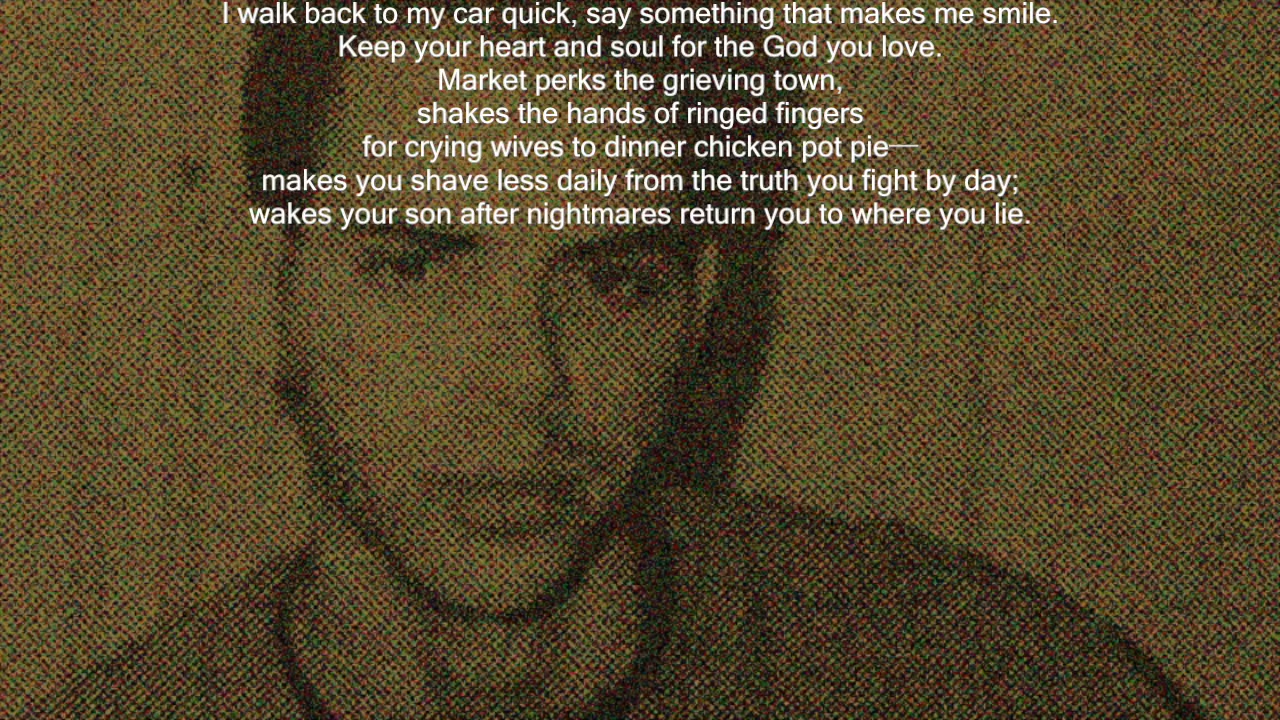 I walk back to my car quick, say something that makes me smile.
Keep your heart and soul for the God you love.
Market perks the grieving town,
shakes the hands of ringed fingers
for crying wives to dinner chicken pot pie—
makes you shave less daily from the truth you fight by day;
wakes your son after nightmares return you to where you lie.